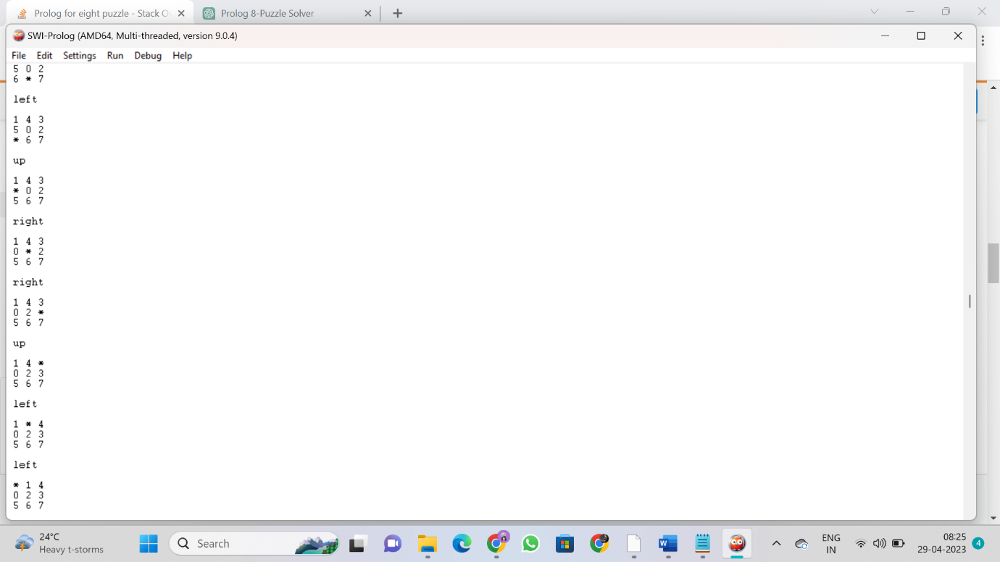 Prolog for eight puzzle - Stack O
Prolog 8-Puzzle Solver
SWI-Prolog (AMD64, Multi-threaded, version 9.0.4)
File Edit Settings Run Debug Help
5 0 2
6 * 7
left
1 4 3
5 0 2
* 6 7
up
1 4 3
* 0 2
5 6 7
right
1 4 3
0 * 2
5 6 7
right
1 4 3
0 2 *
5 6 7
up
1 4 *
0 2 3
5 6 7
left
1 * 4
0 2 3
5 6 7
left
* 1 4
0 2 3
5 6 7
24°C
Heavy t-storms
Search
W
ENG
IN
08:25
29-04-2023
4